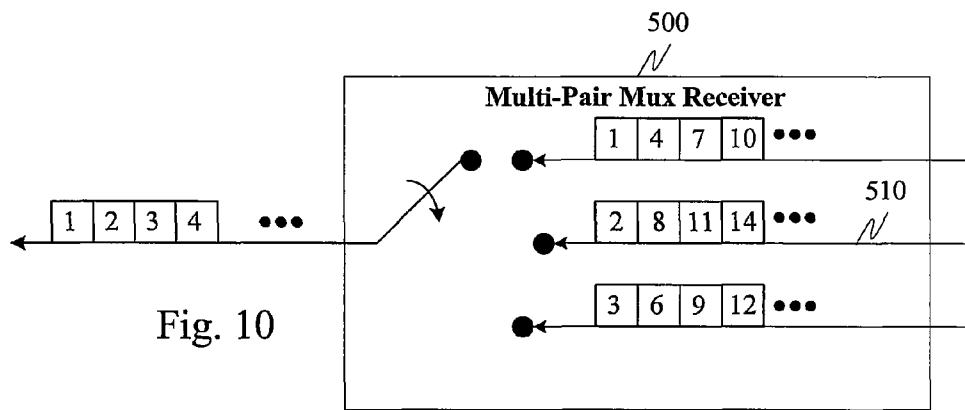 500
Multi-Pair Mux Receiver
1 4 7 10 •••
510
1 2 3 4 •••
2 8 11 14 •••
3 6 9 12 •••
Fig. 10